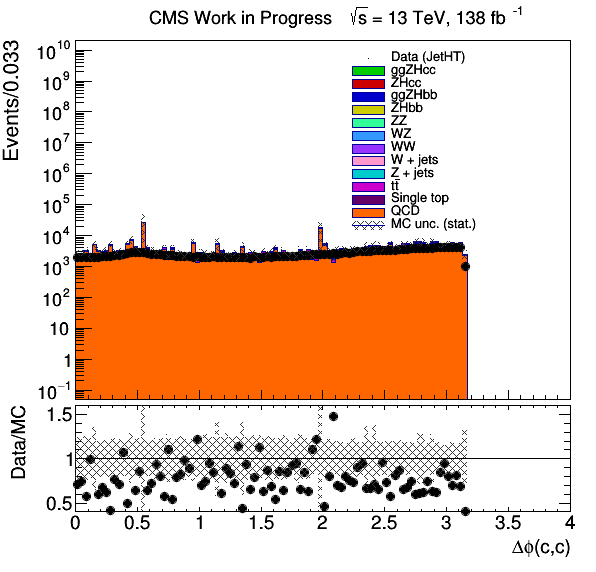 CMS Work in Progress √s = 13 TeV, 138 fb⁻¹
Events/0.033
10¹⁰
10⁹
10⁸
10⁷
10⁶
10⁵
10⁴
10³
10²
10
1
10⁻¹
Data (JetHT)
ggZHcc
ZHcc
ggZHbb
ZHbb
ZZ
WZ
WW
W + jets
Z + jets
tt̄
Single top
QCD
MC unc. (stat.)
Data/MC
1.5
1
0.5
0 0.5 1 1.5 2 2.5 3 3.5 4
Δϕ(c,c)